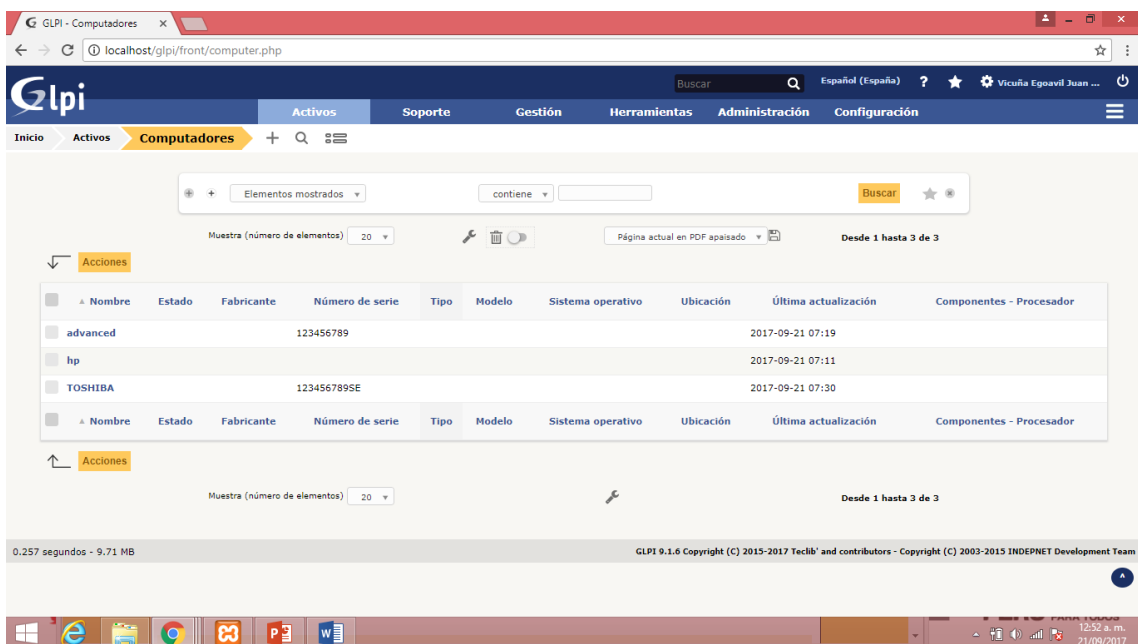 GLPI - Computadores
localhost/glpi/front/computer.php
Glpi
Buscar
Español (España) ? Vicuña Egoavil Juan ...
Activos Soporte Gestión Herramientas Administración Configuración
Inicio Activos Computadores
Elementos mostrados contiene Buscar
Muestra (número de elementos) 20 Página actual en PDF apaisado Desde 1 hasta 3 de 3
Acciones
Nombre Estado Fabricante Número de serie Tipo Modelo Sistema operativo Ubicación Última actualización Componentes - Procesador
advanced 123456789 2017-09-21 07:19
hp 2017-09-21 07:11
TOSHIBA 123456789SE 2017-09-21 07:30
Nombre Estado Fabricante Número de serie Tipo Modelo Sistema operativo Ubicación Última actualización Componentes - Procesador
Acciones
Muestra (número de elementos) 20 Desde 1 hasta 3 de 3
0.257 segundos - 9.71 MB GLPI 9.1.6 Copyright (C) 2015-2017 Teclib' and contributors - Copyright (C) 2003-2015 INDEPNET Development Team
PARA TODOS
12:52 a. m.
21/09/2017